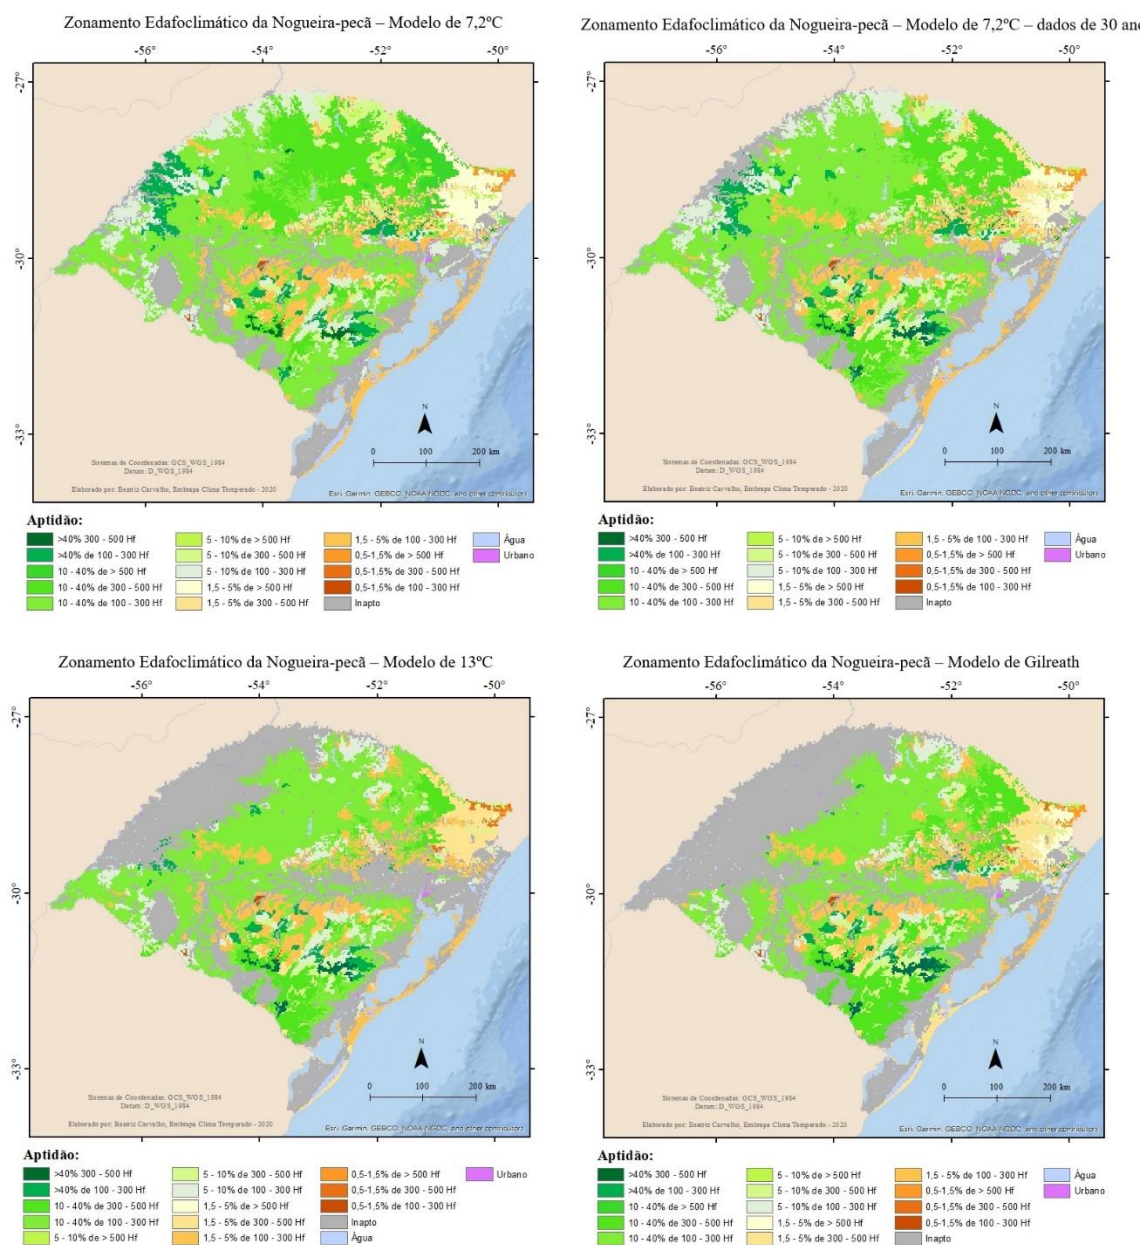 Zonamento Edafoclimático da Nogueira-pecã – Modelo de 7,2ºC
-56° -54° -52° -50°
-27°
-30°
-33°
N
0 100 200 km
Sistemas de Coordenadas: GCS_WGS_1984
Datum: D_WGS_1984
Elaborado por: Beatriz Carvalho, Embrapa Clima Temperado - 2020
Esri, Garmin, GEBCO, NOAA NGDC, and other contributors
Aptidão:
>40% 300 - 500 Hf
>40% de 100 - 300 Hf
10 - 40% de > 500 Hf
10 - 40% de 300 - 500 Hf
10 - 40% de 100 - 300 Hf
5 - 10% de > 500 Hf
5 - 10% de 300 - 500 Hf
5 - 10% de 100 - 300 Hf
1,5 - 5% de > 500 Hf
1,5 - 5% de 300 - 500 Hf
1,5 - 5% de 100 - 300 Hf
0,5-1,5% de > 500 Hf
0,5-1,5% de 300 - 500 Hf
0,5-1,5% de 100 - 300 Hf
Inapto
Água
Urbano
Zonamento Edafoclimático da Nogueira-pecã – Modelo de 7,2ºC – dados de 30 ano
-56° -54° -52° -50°
-27°
-30°
-33°
N
0 100 200 km
Sistemas de Coordenadas: GCS_WGS_1984
Datum: D_WGS_1984
Elaborado por: Beatriz Carvalho, Embrapa Clima Temperado - 2020
Esri, Garmin, GEBCO, NOAA NGDC, and other contributors
Aptidão:
>40% 300 - 500 Hf
>40% de 100 - 300 Hf
10 - 40% de > 500 Hf
10 - 40% de 300 - 500 Hf
10 - 40% de 100 - 300 Hf
5 - 10% de > 500 Hf
5 - 10% de 300 - 500 Hf
5 - 10% de 100 - 300 Hf
1,5 - 5% de > 500 Hf
1,5 - 5% de 300 - 500 Hf
1,5 - 5% de 100 - 300 Hf
0,5-1,5% de > 500 Hf
0,5-1,5% de 300 - 500 Hf
0,5-1,5% de 100 - 300 Hf
Inapto
Água
Urbano
Zonamento Edafoclimático da Nogueira-pecã – Modelo de 13ºC
-56° -54° -52° -50°
-27°
-30°
-33°
N
0 100 200 km
Sistemas de Coordenadas: GCS_WGS_1984
Datum: D_WGS_1984
Elaborado por: Beatriz Carvalho, Embrapa Clima Temperado - 2020
Esri, Garmin, GEBCO, NOAA NGDC, and other contributors
Aptidão:
>40% 300 - 500 Hf
>40% de 100 - 300 Hf
10 - 40% de 300 - 500 Hf
10 - 40% de 100 - 300 Hf
5 - 10% de > 500 Hf
5 - 10% de 300 - 500 Hf
5 - 10% de 100 - 300 Hf
1,5 - 5% de > 500 Hf
1,5 - 5% de 300 - 500 Hf
1,5 - 5% de 100 - 300 Hf
0,5-1,5% de > 500 Hf
0,5-1,5% de 300 - 500 Hf
0,5-1,5% de 100 - 300 Hf
Inapto
Água
Urbano
Zonamento Edafoclimático da Nogueira-pecã – Modelo de Gilreath
-56° -54° -52° -50°
-27°
-30°
-33°
N
0 100 200 km
Sistemas de Coordenadas: GCS_WGS_1984
Datum: D_WGS_1984
Elaborado por: Beatriz Carvalho, Embrapa Clima Temperado - 2020
Esri, Garmin, GEBCO, NOAA NGDC, and other contributors
Aptidão:
>40% 300 - 500 Hf
>40% de 100 - 300 Hf
10 - 40% de > 500 Hf
10 - 40% de 300 - 500 Hf
10 - 40% de 100 - 300 Hf
5 - 10% de > 500 Hf
5 - 10% de 300 - 500 Hf
5 - 10% de 100 - 300 Hf
1,5 - 5% de > 500 Hf
1,5 - 5% de 300 - 500 Hf
1,5 - 5% de 100 - 300 Hf
0,5-1,5% de > 500 Hf
0,5-1,5% de 300 - 500 Hf
0,5-1,5% de 100 - 300 Hf
Inapto
Água
Urbano